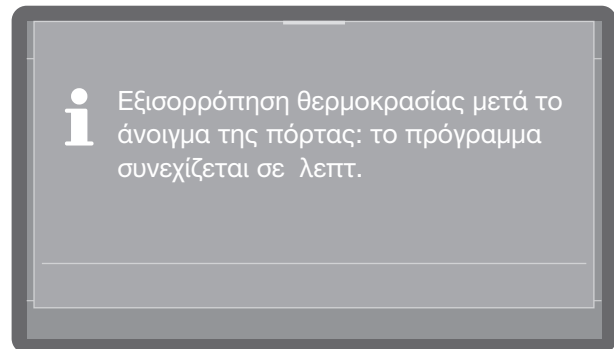 Εξισορρόπηση θερμοκρασίας μετά το
άνοιγμα της πόρτας: το πρόγραμμα
συνεχίζεται σε  λεπτ.